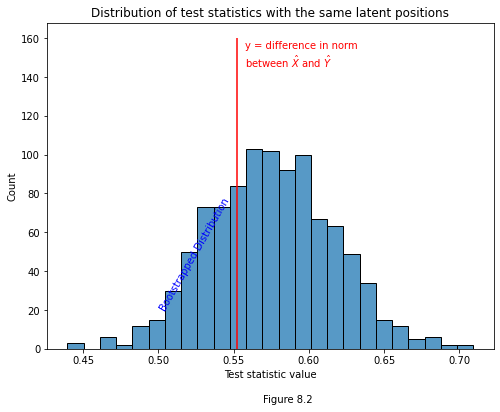 Distribution of test statistics with the same latent positions
160
140
120
100
80
60
40
20
0
Count
y = difference in norm
between X̂ and Ŷ
Bootstrapped Distribution
0.45 0.50 0.55 0.60 0.65 0.70
Test statistic value
Figure 8.2